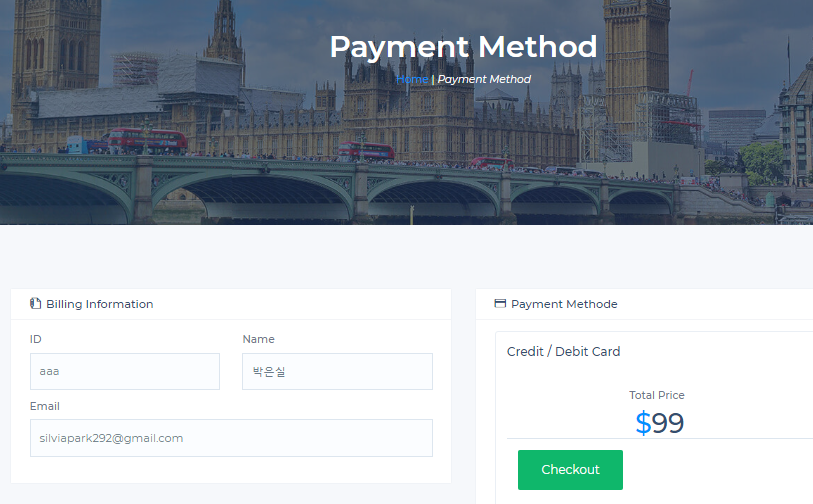 Payment Method
Home | Payment Method
Billing Information
ID
Name
aaa
박은실
Email
silviapark292@gmail.com
Payment Methode
Credit / Debit Card
Total Price
$99
Checkout